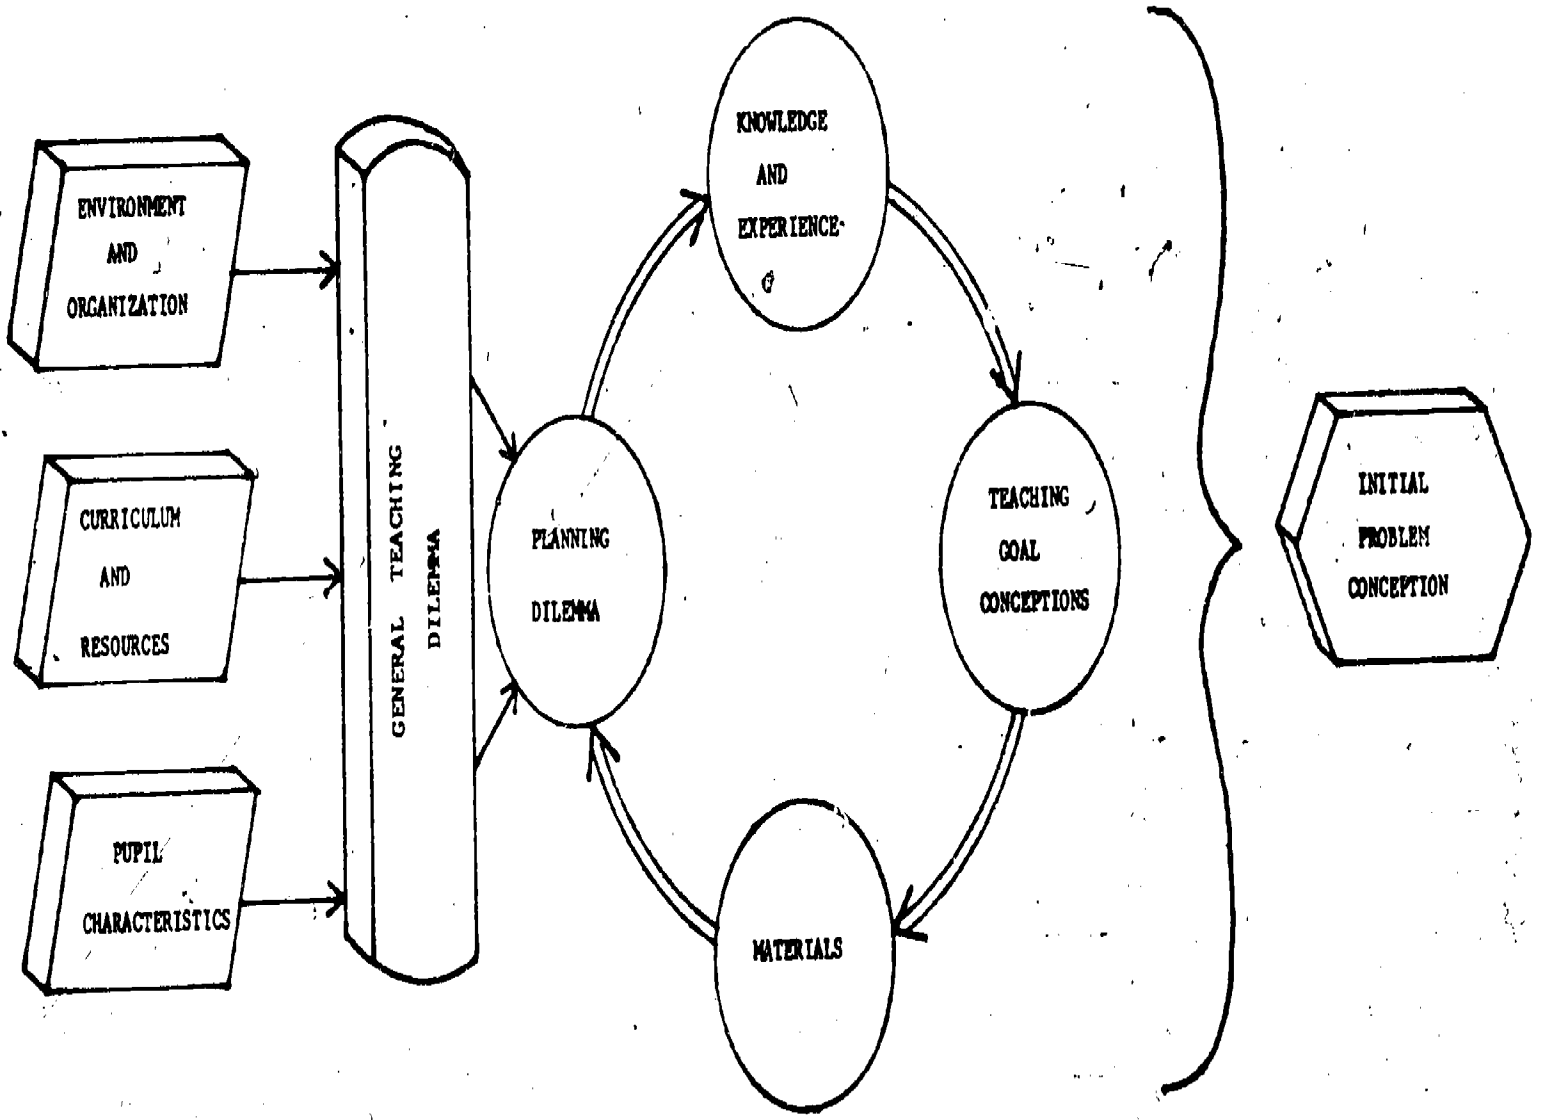 ENVIRONMENT
AND
ORGANIZATION
CURRICULUM
AND
RESOURCES
PUPIL
CHARACTERISTICS
GENERAL TEACHING
DILEMMA
PLANNING
DILEMMA
KNOWLEDGE
AND
EXPERIENCE
TEACHING
GOAL
CONCEPTIONS
MATERIALS
INITIAL
PROBLEM
CONCEPTION